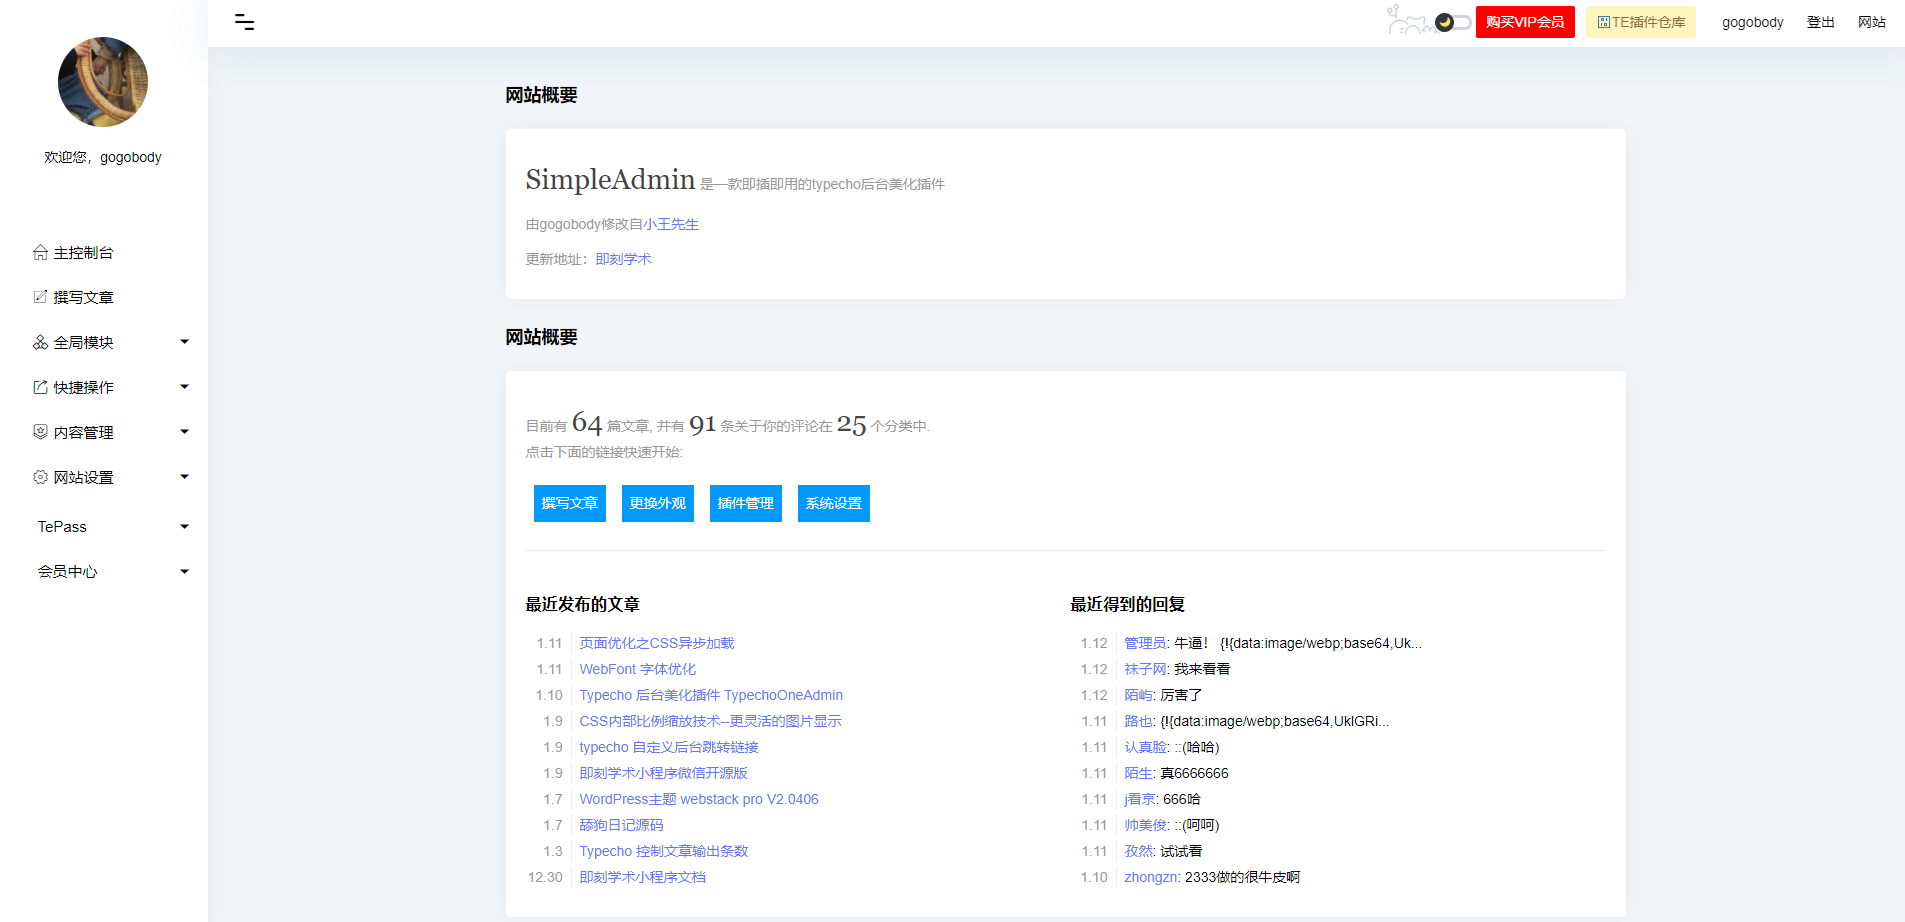 购买VIP会员
TE插件仓库
gogobody
登出
网站
欢迎您，gogobody
主控制台
撰写文章
全局模块
快捷操作
内容管理
网站设置
TePass
会员中心
网站概要
SimpleAdmin 是一款即插即用的typecho后台美化插件
由gogobody修改自小王先生
更新地址：即刻学术
网站概要
目前有 64 篇文章, 并有 91 条关于你的评论在 25 个分类中.
点击下面的链接快速开始:
撰写文章
更换外观
插件管理
系统设置
最近发布的文章
1.11 页面优化之CSS异步加载
1.11 WebFont 字体优化
1.10 Typecho 后台美化插件 TypechoOneAdmin
1.9 CSS内部比例缩放技术--更灵活的图片显示
1.9 typecho 自定义后台跳转链接
1.9 即刻学术小程序微信开源版
1.7 WordPress主题 webstack pro V2.0406
1.7 舔狗日记源码
1.3 Typecho 控制文章输出条数
12.30 即刻学术小程序文档
最近得到的回复
1.12 管理员: 牛逼！ {!{data:image/webp;base64,Uk...
1.12 袜子网: 我来看看
1.12 陌屿: 厉害了
1.11 路也: {!{data:image/webp;base64,UklGRi...
1.11 认真脸: ::(哈哈)
1.11 陌生: 真6666666
1.11 j看京: 666哈
1.11 帅美俊: ::(呵呵)
1.11 孜然: 试试看
1.10 zhongzn: 2333做的很牛皮啊